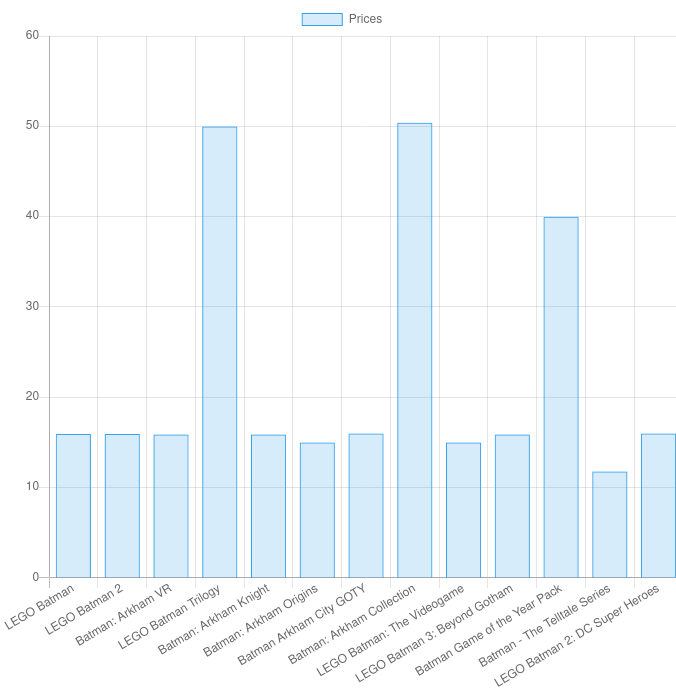 Prices
60
50
40
30
20
10
0
LEGO Batman
LEGO Batman 2
Batman: Arkham VR
LEGO Batman Trilogy
Batman: Arkham Knight
Batman: Arkham Origins
Batman Arkham City GOTY
Batman: Arkham Collection
LEGO Batman: The Videogame
LEGO Batman 3: Beyond Gotham
Batman Game of the Year Pack
Batman - The Telltale Series
LEGO Batman 2: DC Super Heroes